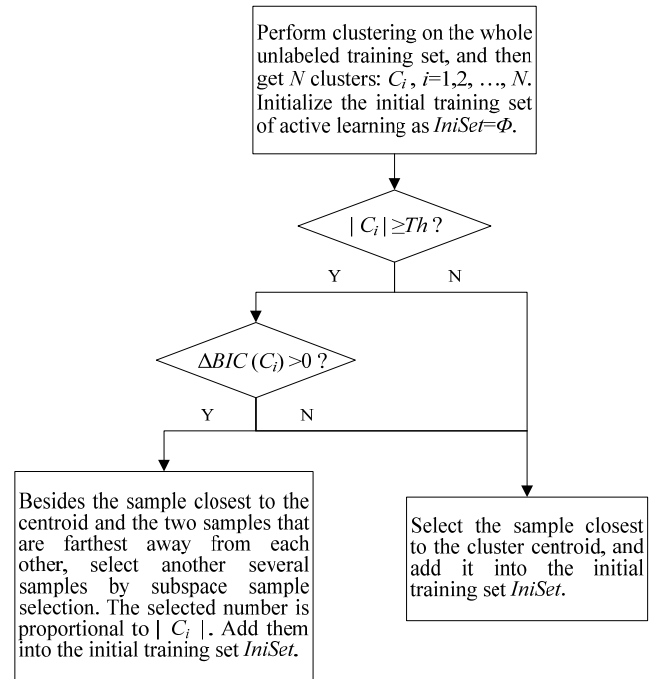 Perform clustering on the whole
unlabeled training set, and then
get N clusters: Ci , i=1,2, …, N.
Initialize the initial training set
of active learning as IniSet=Φ.
| Ci | ≥Th ?
Y N
ΔBIC (Ci) >0 ?
Y N
Besides the sample closest to the
centroid and the two samples that
are farthest away from each
other, select another several
samples by subspace sample
selection. The selected number is
proportional to | Ci |. Add them
into the initial training set IniSet.
Select the sample closest
to the cluster centroid, and
add it into the initial
training set IniSet.